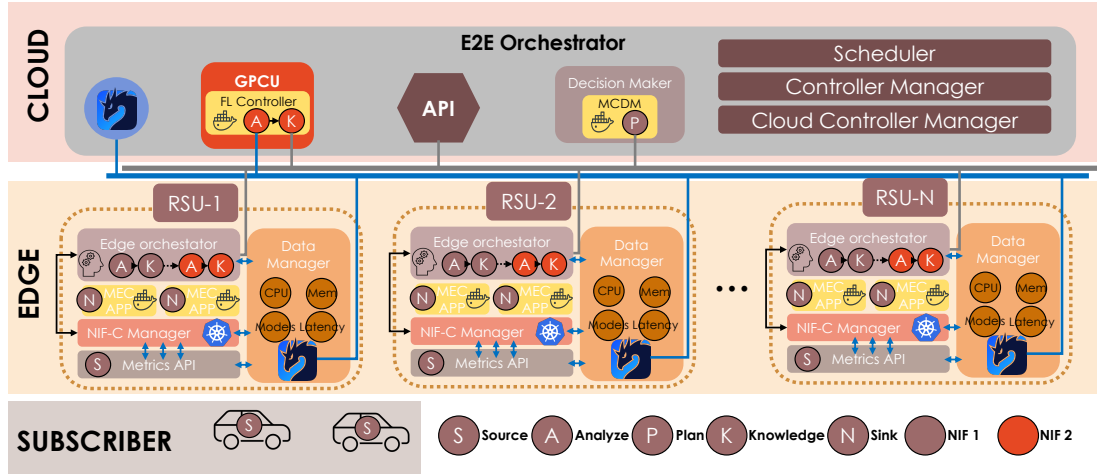 CLOUD
E2E Orchestrator
GPCU
FL Controller
A K
API
Decision Maker
MCDM
P
Scheduler
Controller Manager
Cloud Controller Manager
EDGE
RSU-1
Edge orchestator
A K A K
N MEC APP N MEC APP
NIF-C Manager
S Metrics API
Data Manager
CPU Mem
Models Latency
RSU-2
Edge orchestator
A K A K
N MEC APP N MEC APP
NIF-C Manager
S Metrics API
Data Manager
CPU Mem
Models Latency
...
RSU-N
Edge orchestator
A K A K
N MEC APP N MEC APP
NIF-C Manager
S Metrics API
Data Manager
CPU Mem
Models Latency
SUBSCRIBER
S S
S Source A Analyze P Plan K Knowledge N Sink NIF 1 NIF 2